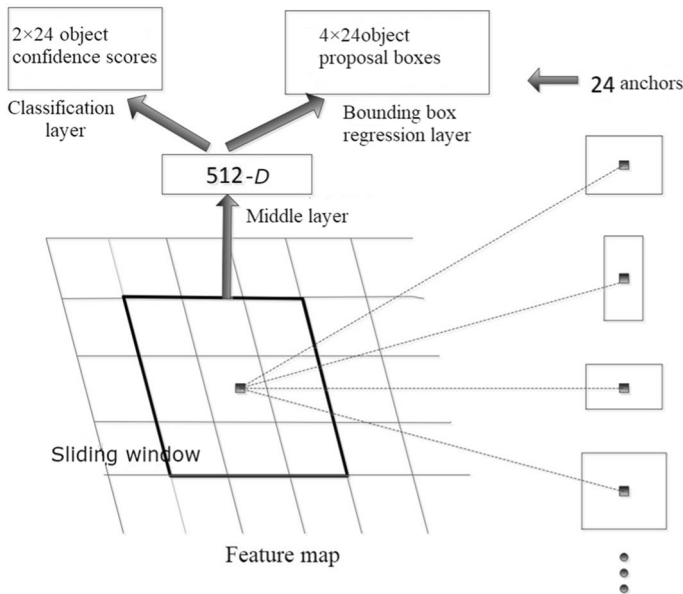 2×24 object
confidence scores
4×24object
proposal boxes
24 anchors
Classification
layer
Bounding box
regression layer
512-D
Middle layer
Sliding window
Feature map